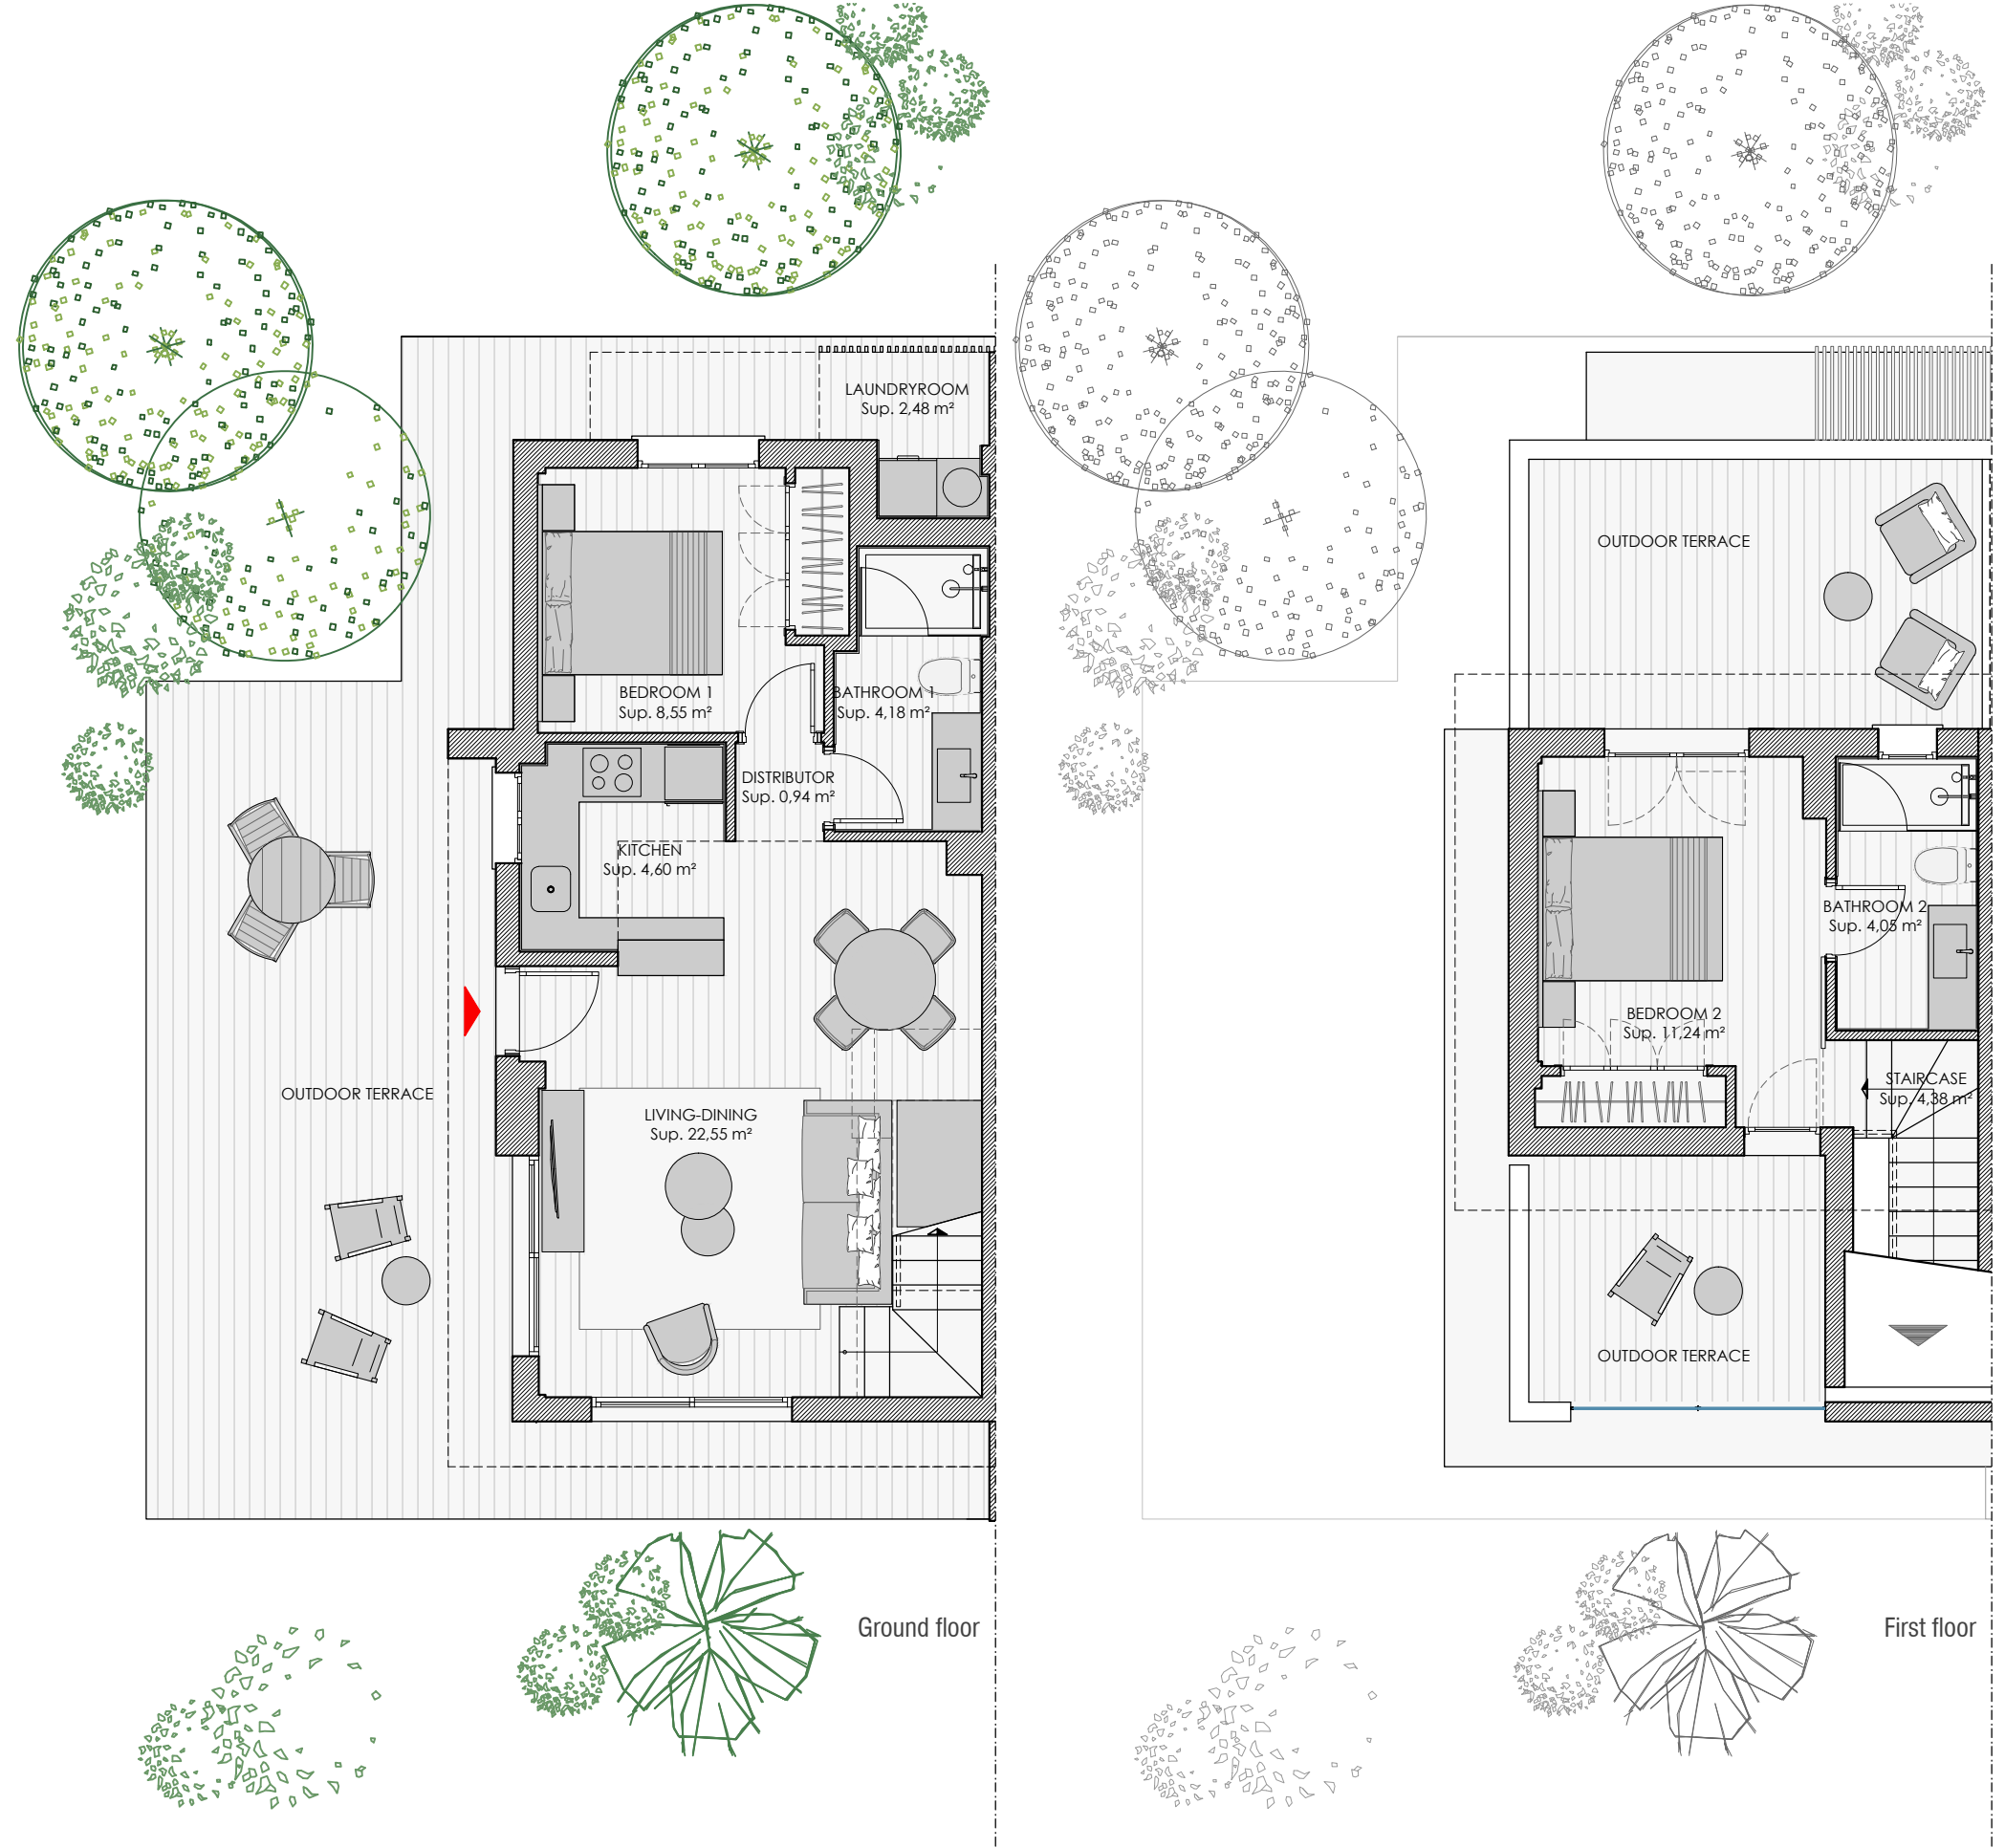 LAUNDRYROOM
Sup. 2,48 m²
BEDROOM 1
Sup. 8,55 m²
BATHROOM 1
Sup. 4,18 m²
DISTRIBUTOR
Sup. 0,94 m²
KITCHEN
Sup. 4,60 m²
OUTDOOR TERRACE
LIVING-DINING
Sup. 22,55 m²
Ground floor
OUTDOOR TERRACE
BATHROOM 2
Sup. 4,05 m²
BEDROOM 2
Sup. 11,24 m²
STAIRCASE
Sup. 4,38 m²
OUTDOOR TERRACE
First floor